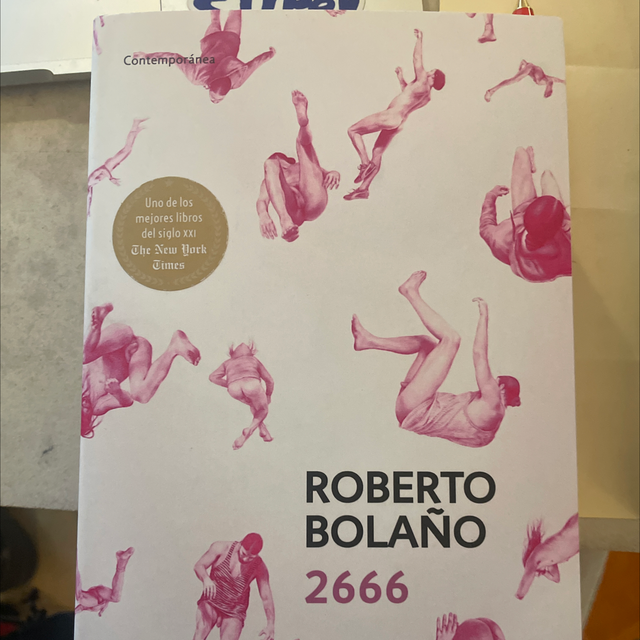 Contemporánea
Uno de los
mejores libros
del siglo XXI
The New York
Times
ROBERTO
BOLAÑO
2666